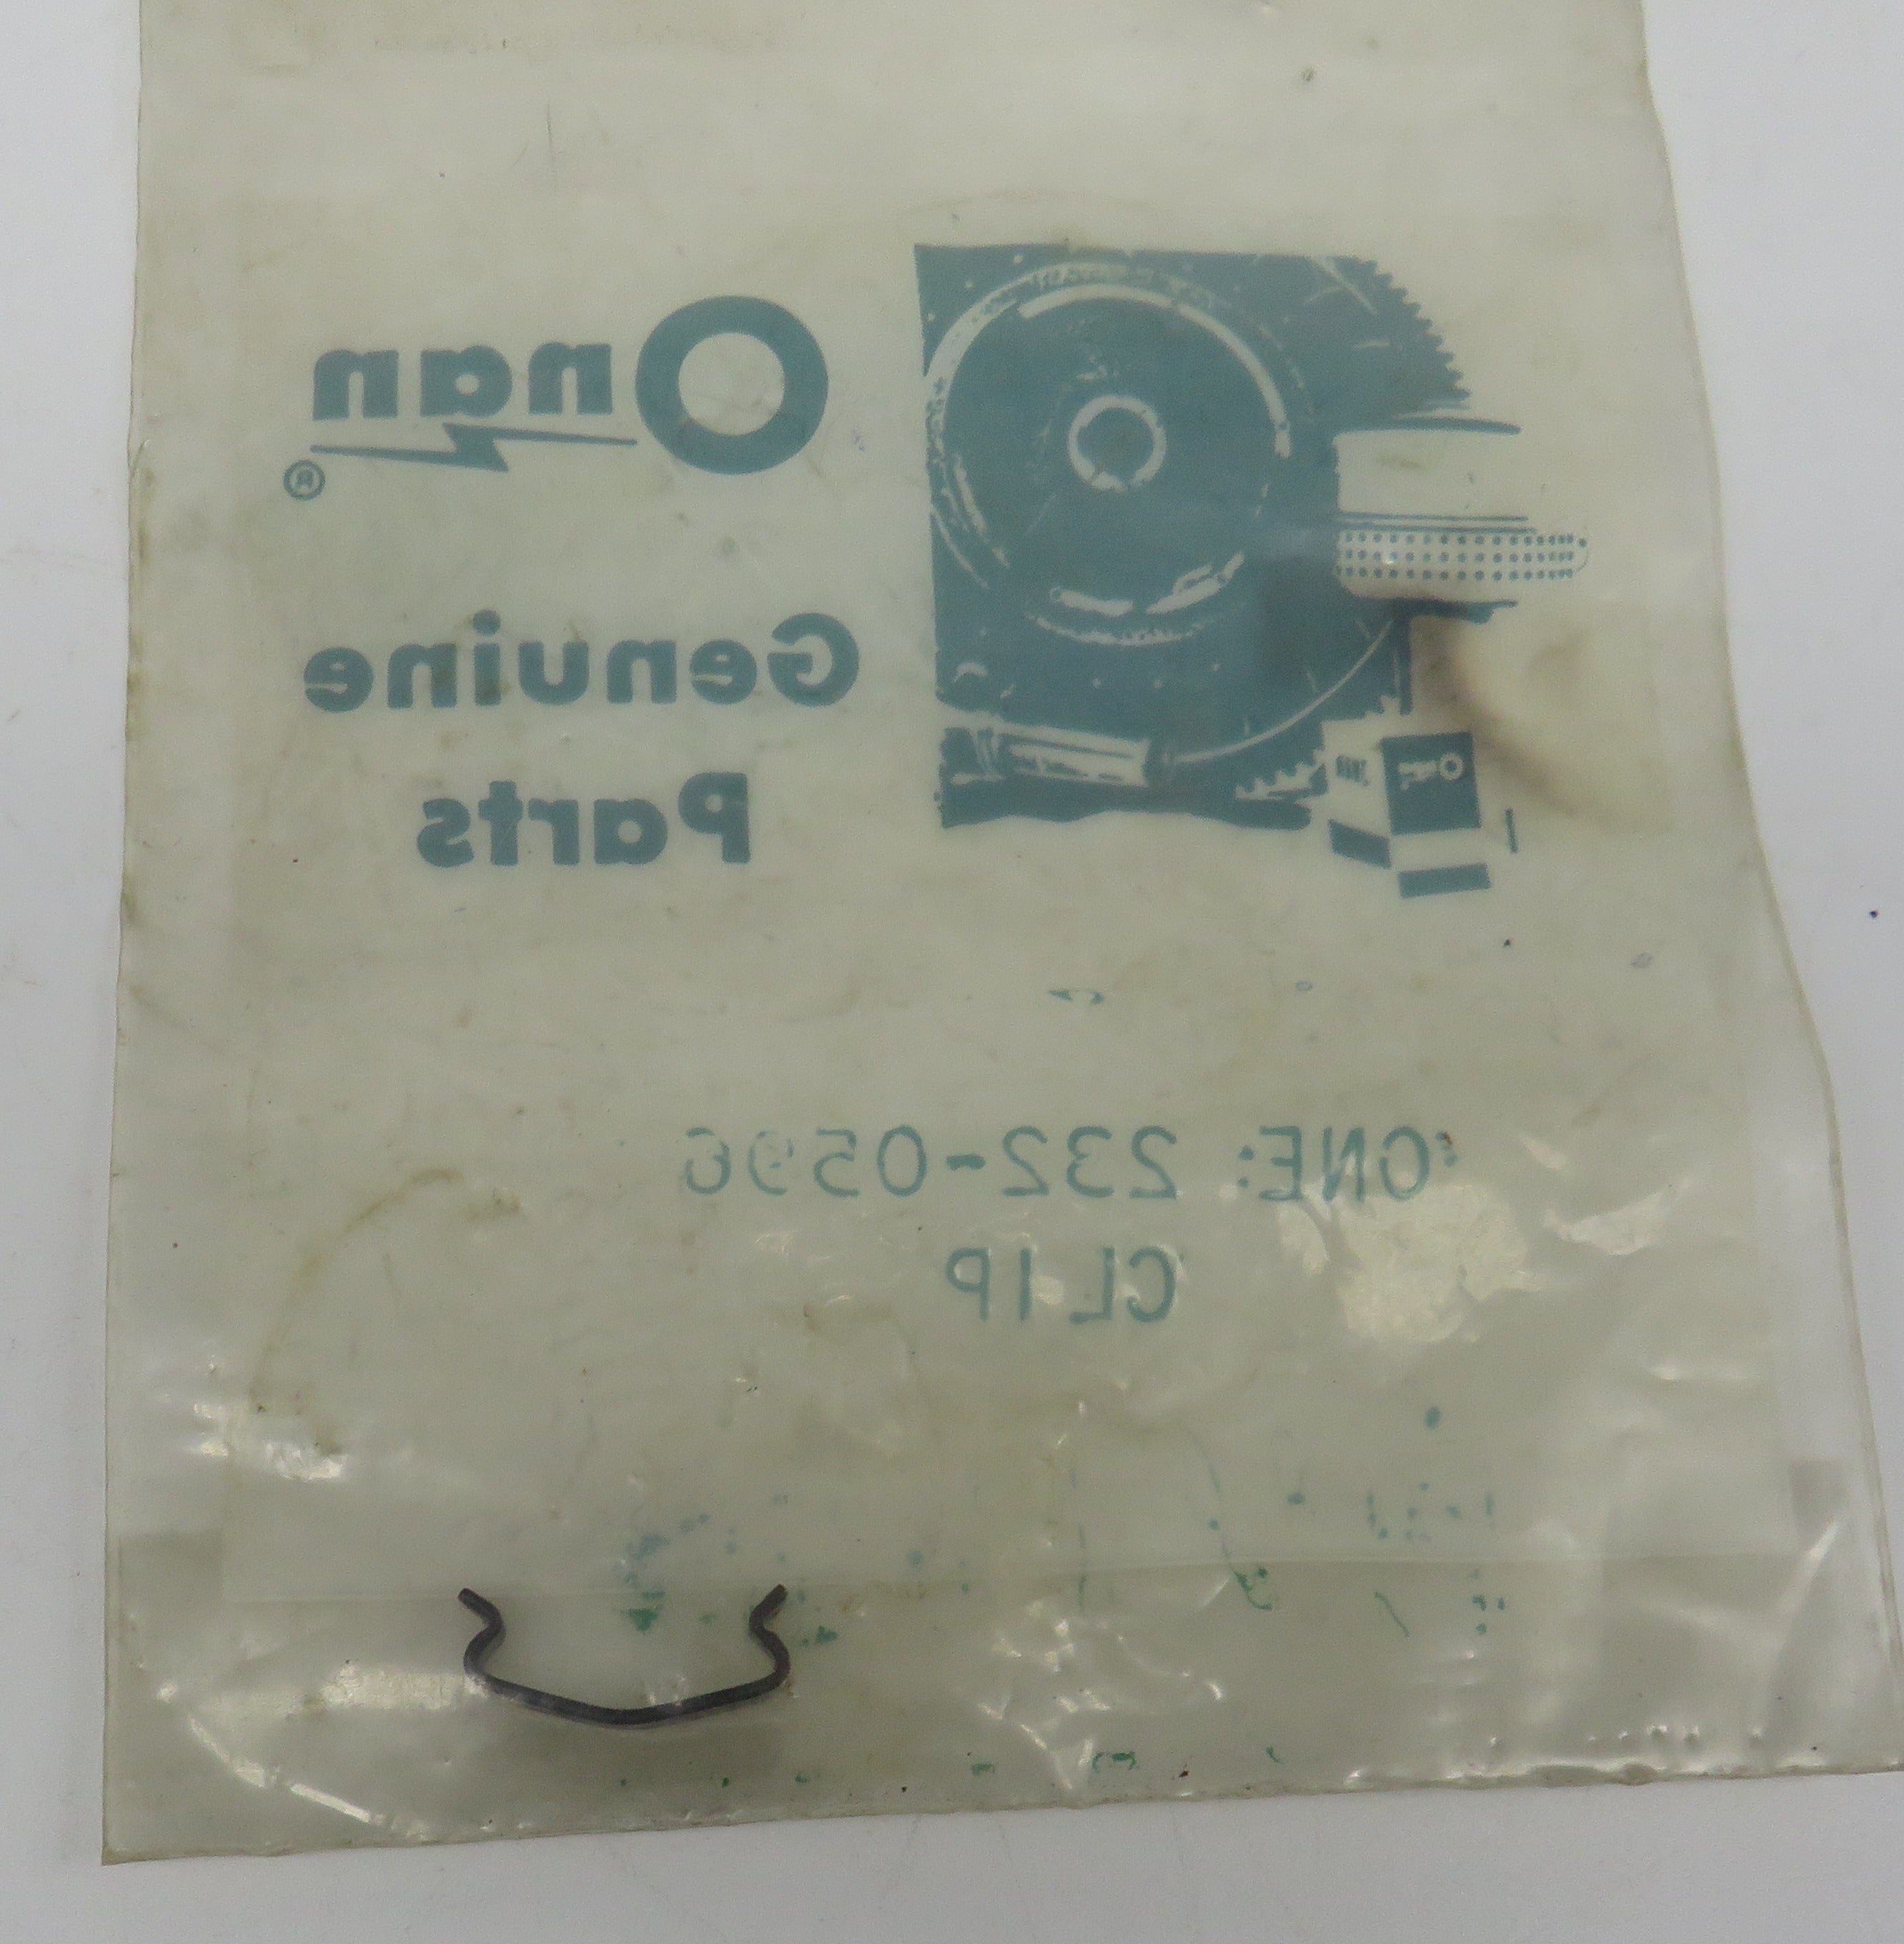 Onan
®
Genuine
Parts
ONE: 232-0596
CLIP